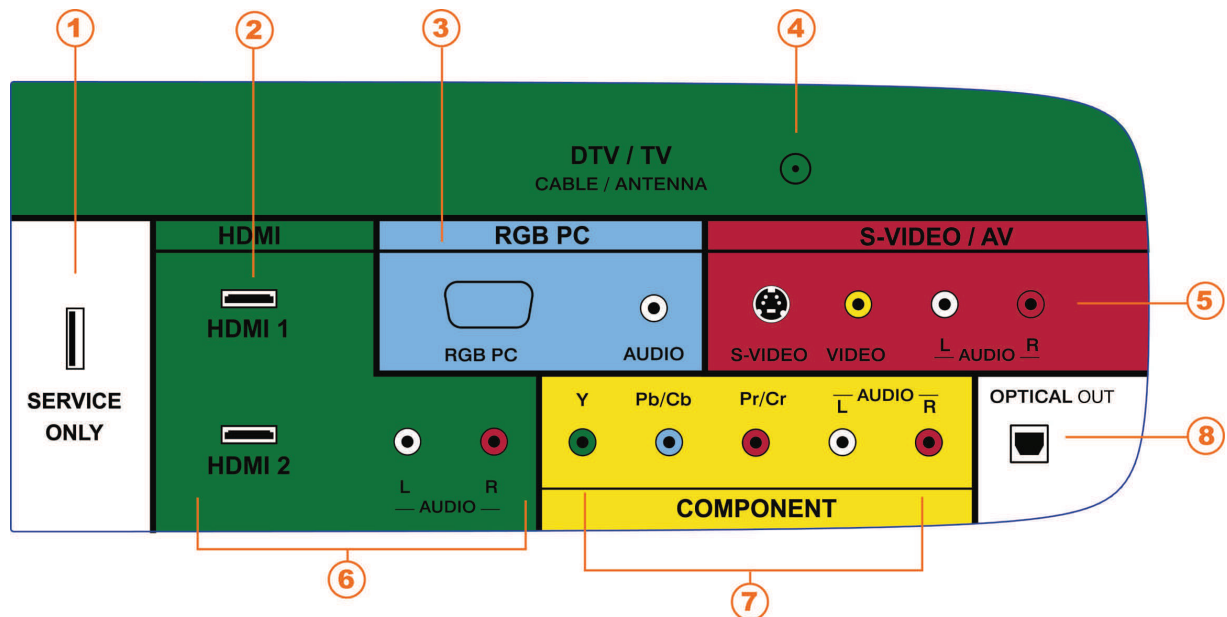 1
2
3
4
DTV / TV
CABLE / ANTENNA
HDMI
RGB PC
S-VIDEO / AV
HDMI 1
RGB PC
AUDIO
S-VIDEO
VIDEO
L
AUDIO
R
5
SERVICE
ONLY
HDMI 2
L
R
AUDIO
Y
Pb/Cb
Pr/Cr
L
AUDIO
R
COMPONENT
OPTICAL OUT
8
6
7